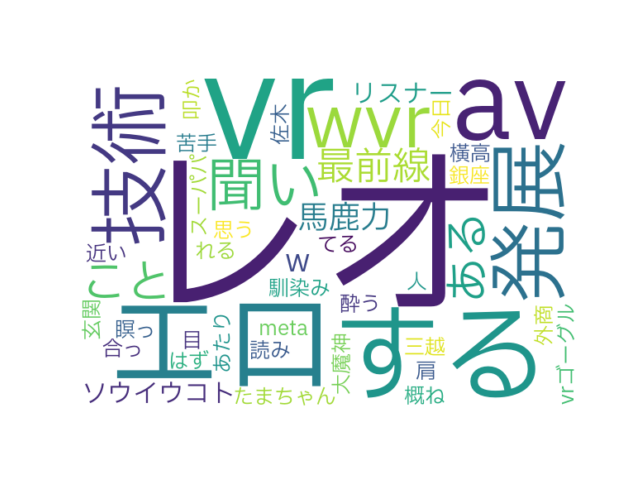 レオ
vr
av
エロ
する
技術
発展
wvr
聞い
最前線
馬鹿力
ある
こと
w
リスナー
今日
叩か
佐木
苦手
スーパパ
横高
銀座
思う
れる
てる
近い
馴染み
人
酔う
玄関
瞑っ
合っ
目
はず
あたり
meta
読み
大魔神
三越
肩
概ね
外商
vrゴーグル
ソウイウコト
たまちゃん